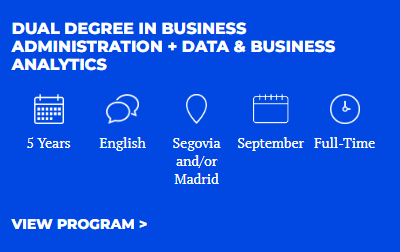 DUAL DEGREE IN BUSINESS
ADMINISTRATION + DATA & BUSINESS
ANALYTICS
5 Years
English
Segovia
and/or
Madrid
September
Full-Time
VIEW PROGRAM >